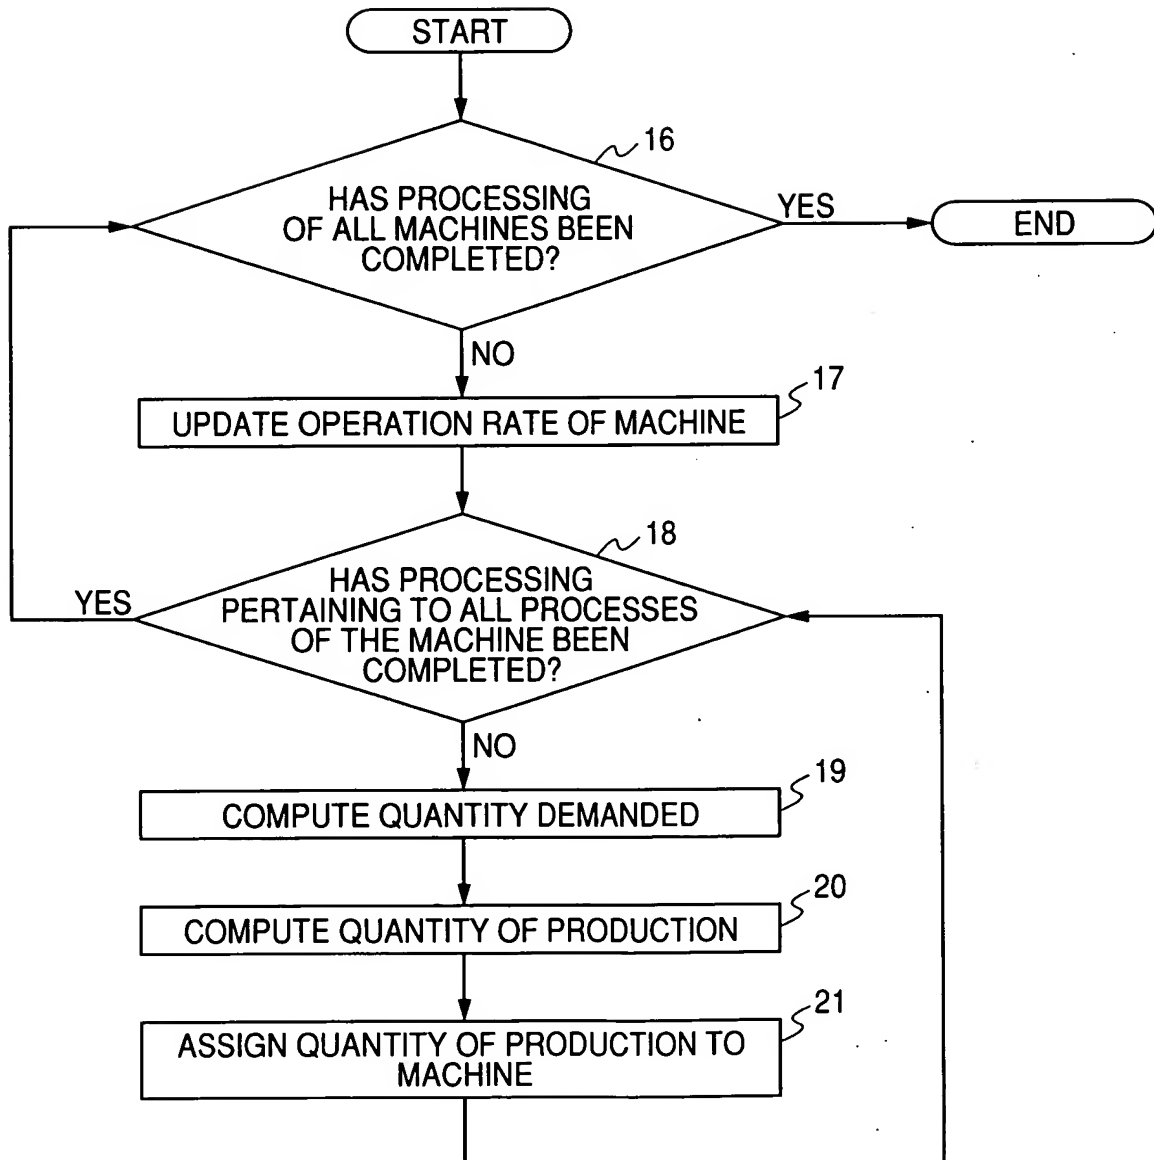 START
16
HAS PROCESSING
OF ALL MACHINES BEEN
COMPLETED?
YES
END
NO
17
UPDATE OPERATION RATE OF MACHINE
18
HAS PROCESSING
PERTAINING TO ALL PROCESSES
OF THE MACHINE BEEN
COMPLETED?
YES
NO
19
COMPUTE QUANTITY DEMANDED
20
COMPUTE QUANTITY OF PRODUCTION
21
ASSIGN QUANTITY OF PRODUCTION TO
MACHINE